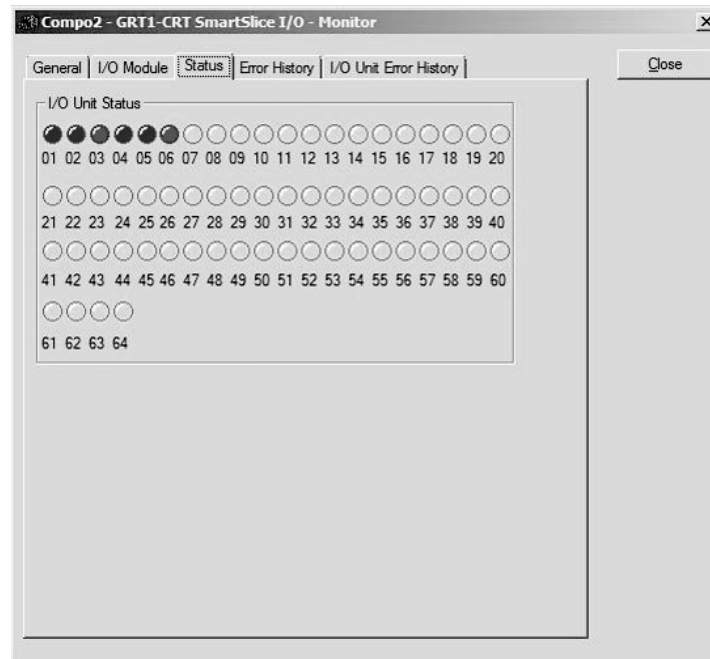 Compo2 - GRT1-CRT SmartSlice I/O - Monitor
General I/O Module Status Error History I/O Unit Error History Close
I/O Unit Status
01 02 03 04 05 06 07 08 09 10 11 12 13 14 15 16 17 18 19 20
21 22 23 24 25 26 27 28 29 30 31 32 33 34 35 36 37 38 39 40
41 42 43 44 45 46 47 48 49 50 51 52 53 54 55 56 57 58 59 60
61 62 63 64